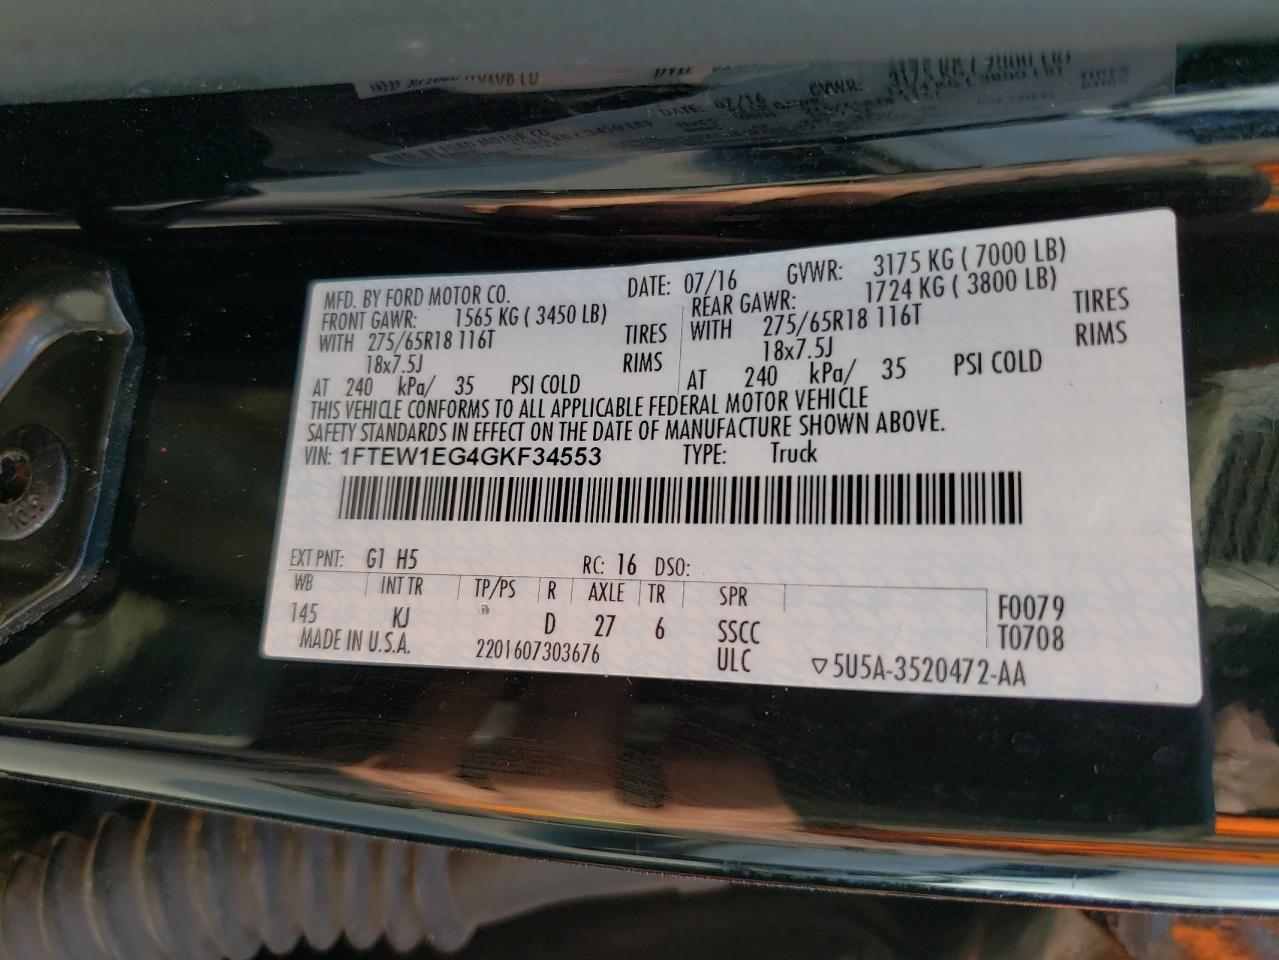 MFD. BY FORD MOTOR CO. DATE: 07/16 GVWR: 3175 KG ( 7000 LB)
FRONT GAWR: 1565 KG ( 3450 LB) REAR GAWR: 1724 KG ( 3800 LB)
WITH 275/65R18 116T TIRES WITH 275/65R18 116T TIRES
18x7.5J RIMS 18x7.5J RIMS
AT 240 kPa/ 35 PSI COLD AT 240 kPa/ 35 PSI COLD
THIS VEHICLE CONFORMS TO ALL APPLICABLE FEDERAL MOTOR VEHICLE
SAFETY STANDARDS IN EFFECT ON THE DATE OF MANUFACTURE SHOWN ABOVE.
VIN: 1FTEW1EG4GKF34553 TYPE: Truck
EXT PNT: G1 H5 RC: 16 DSO:
WB INT TR TP/PS R AXLE TR SPR F0079
145 KJ D 27 6 SSCC T0708
MADE IN U.S.A. 2201607303676 ULC ▽5U5A-3520472-AA